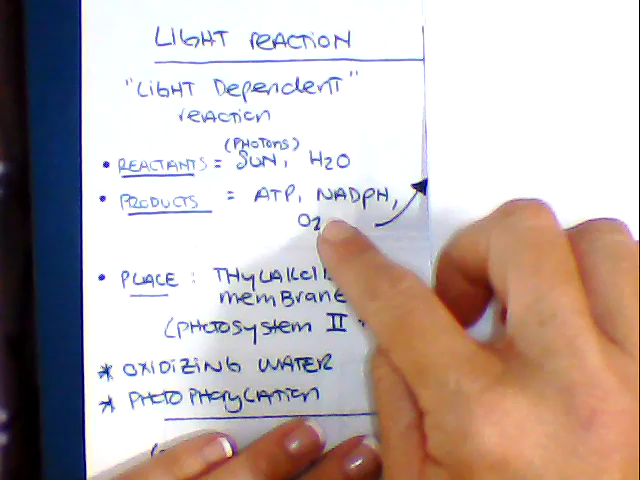 LIGHT REACTION
"LIGHT Dependent"
reaction
(PHOTONS)
• REACTANTS = SUN, H2O
• PRODUCTS = ATP, NADPH,
O2
• PLACE :
membrane
(PHOTOSYSTEM II
* OXIDIZING WATER
* PHOTOPHORYLATION